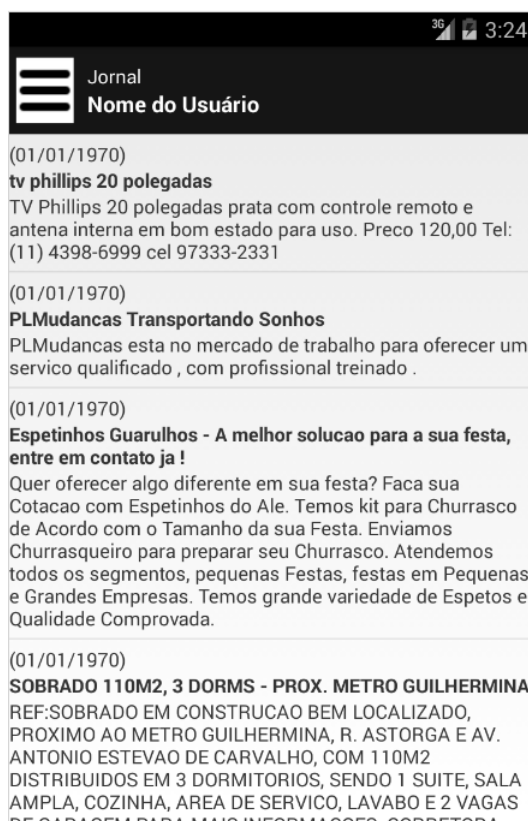 3G 3:24
Jornal
Nome do Usuário
(01/01/1970)
tv phillips 20 polegadas
TV Phillips 20 polegadas prata com controle remoto e
antena interna em bom estado para uso. Preco 120,00 Tel:
(11) 4398-6999 cel 97333-2331
(01/01/1970)
PLMudancas Transportando Sonhos
PLMudancas esta no mercado de trabalho para oferecer um
servico qualificado , com profissional treinado .
(01/01/1970)
Espetinhos Guarulhos - A melhor solucao para a sua festa,
entre em contato ja !
Quer oferecer algo diferente em sua festa? Faca sua
Cotacao com Espetinhos do Ale. Temos kit para Churrasco
de Acordo com o Tamanho da sua Festa. Enviamos
Churrasqueiro para preparar seu Churrasco. Atendemos
todos os segmentos, pequenas Festas, festas em Pequenas
e Grandes Empresas. Temos grande variedade de Espetos e
Qualidade Comprovada.
(01/01/1970)
SOBRADO 110M2, 3 DORMS - PROX. METRO GUILHERMINA
REF:SOBRADO EM CONSTRUCAO BEM LOCALIZADO,
PROXIMO AO METRO GUILHERMINA, R. ASTORGA E AV.
ANTONIO ESTEVAO DE CARVALHO, COM 110M2
DISTRIBUIDOS EM 3 DORMITORIOS, SENDO 1 SUITE, SALA
AMPLA, COZINHA, AREA DE SERVICO, LAVABO E 2 VAGAS
DE GARAGEM PARA MAIS INFORMACOES, CORRETORA